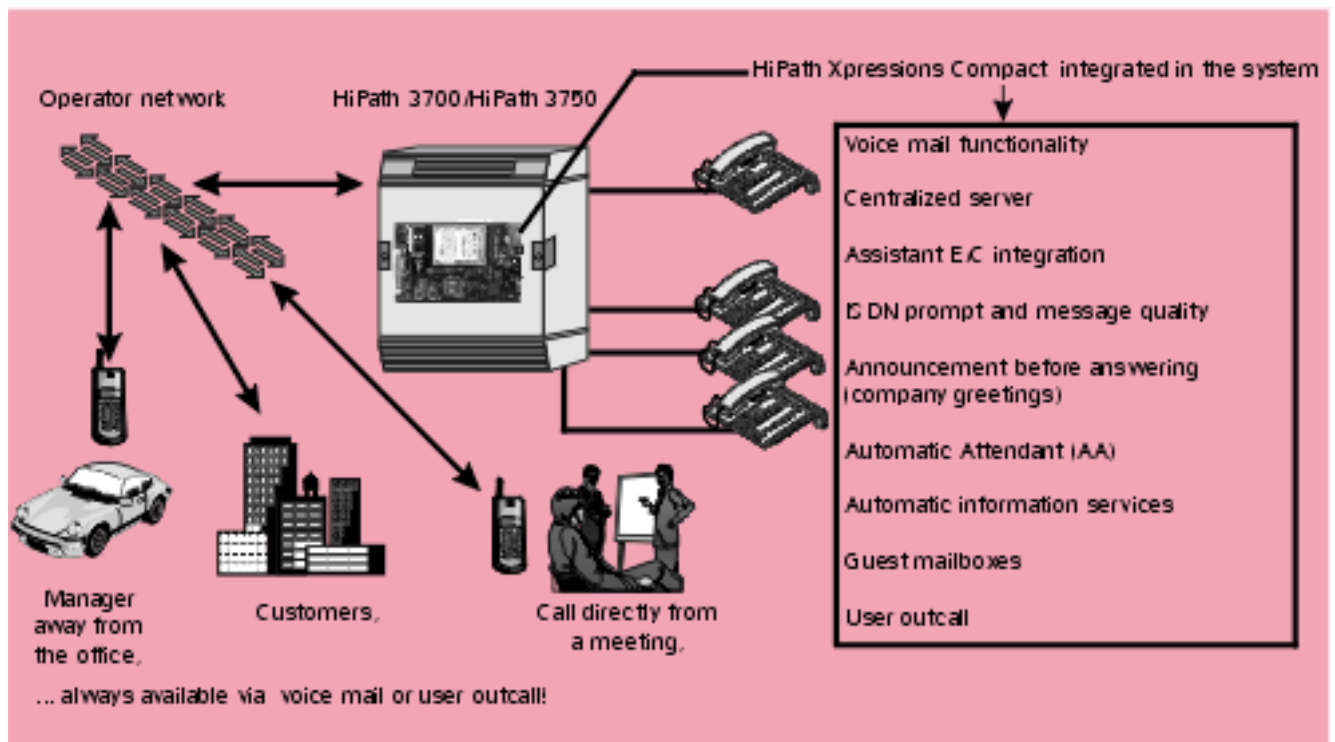 HiPath Xpressions Compact integrated in the system
Operator network
HiPath 3700/HiPath 3750
Voice mail functionality
Centralized server
Assistant E/C integration
ISDN prompt and message quality
Announcement before answering
(company greetings)
Automatic Attendant (AA)
Automatic information services
Guest mailboxes
User outcall
Manager
away from
the office,
Customers,
Call directly from
a meeting,
... always available via voice mail or user outcall!